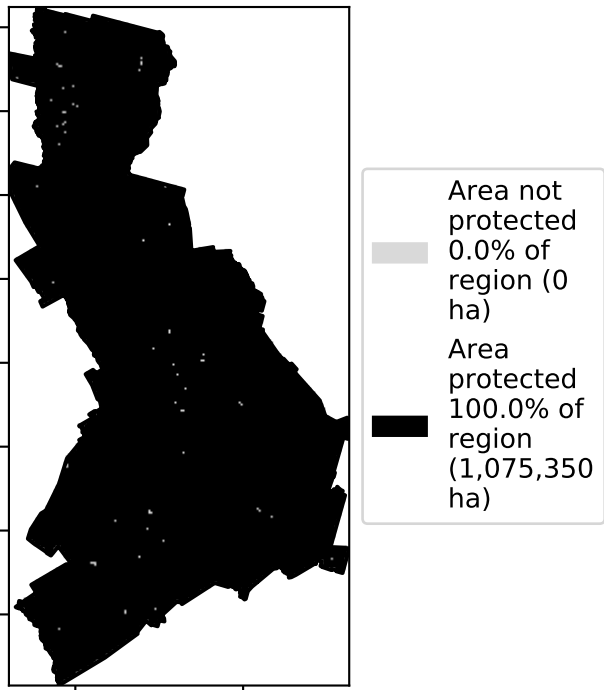 Area not
protected
0.0% of
region (0
ha)
Area
protected
100.0% of
region
(1,075,350
ha)